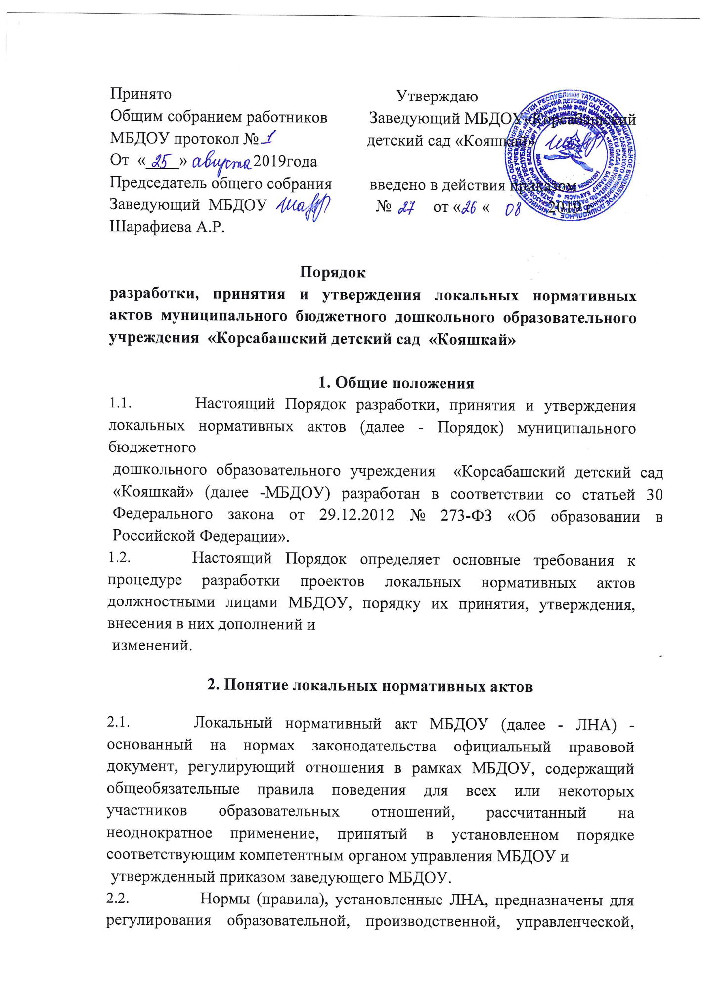 Принято
Общим собранием работников
МБДОУ протокол № 1
От « 25 » августа 2019года
Председатель общего собрания
Заведующий МБДОУ
Шарафиева А.Р.
Утверждаю
Заведующий МБДОУ «Корсабашский
детский сад «Кояшкай»
введено в действия приказом
№ 27 от «26 « 08 2019 г
Порядок
разработки, принятия и утверждения локальных нормативных
актов муниципального бюджетного дошкольного образовательного
учреждения «Корсабашский детский сад «Кояшкай»
1. Общие положения
1.1. Настоящий Порядок разработки, принятия и утверждения
локальных нормативных актов (далее - Порядок) муниципального
бюджетного
дошкольного образовательного учреждения «Корсабашский детский сад
«Кояшкай» (далее -МБДОУ) разработан в соответствии со статьей 30
Федерального закона от 29.12.2012 № 273-ФЗ «Об образовании в
Российской Федерации».
1.2. Настоящий Порядок определяет основные требования к
процедуре разработки проектов локальных нормативных актов
должностными лицами МБДОУ, порядку их принятия, утверждения,
внесения в них дополнений и
изменений.
2. Понятие локальных нормативных актов
2.1. Локальный нормативный акт МБДОУ (далее - ЛНА) -
основанный на нормах законодательства официальный правовой
документ, регулирующий отношения в рамках МБДОУ, содержащий
общеобязательные правила поведения для всех или некоторых
участников образовательных отношений, рассчитанный на
неоднократное применение, принятый в установленном порядке
соответствующим компетентным органом управления МБДОУ и
утвержденный приказом заведующего МБДОУ.
2.2. Нормы (правила), установленные ЛНА, предназначены для
регулирования образовательной, производственной, управленческой,